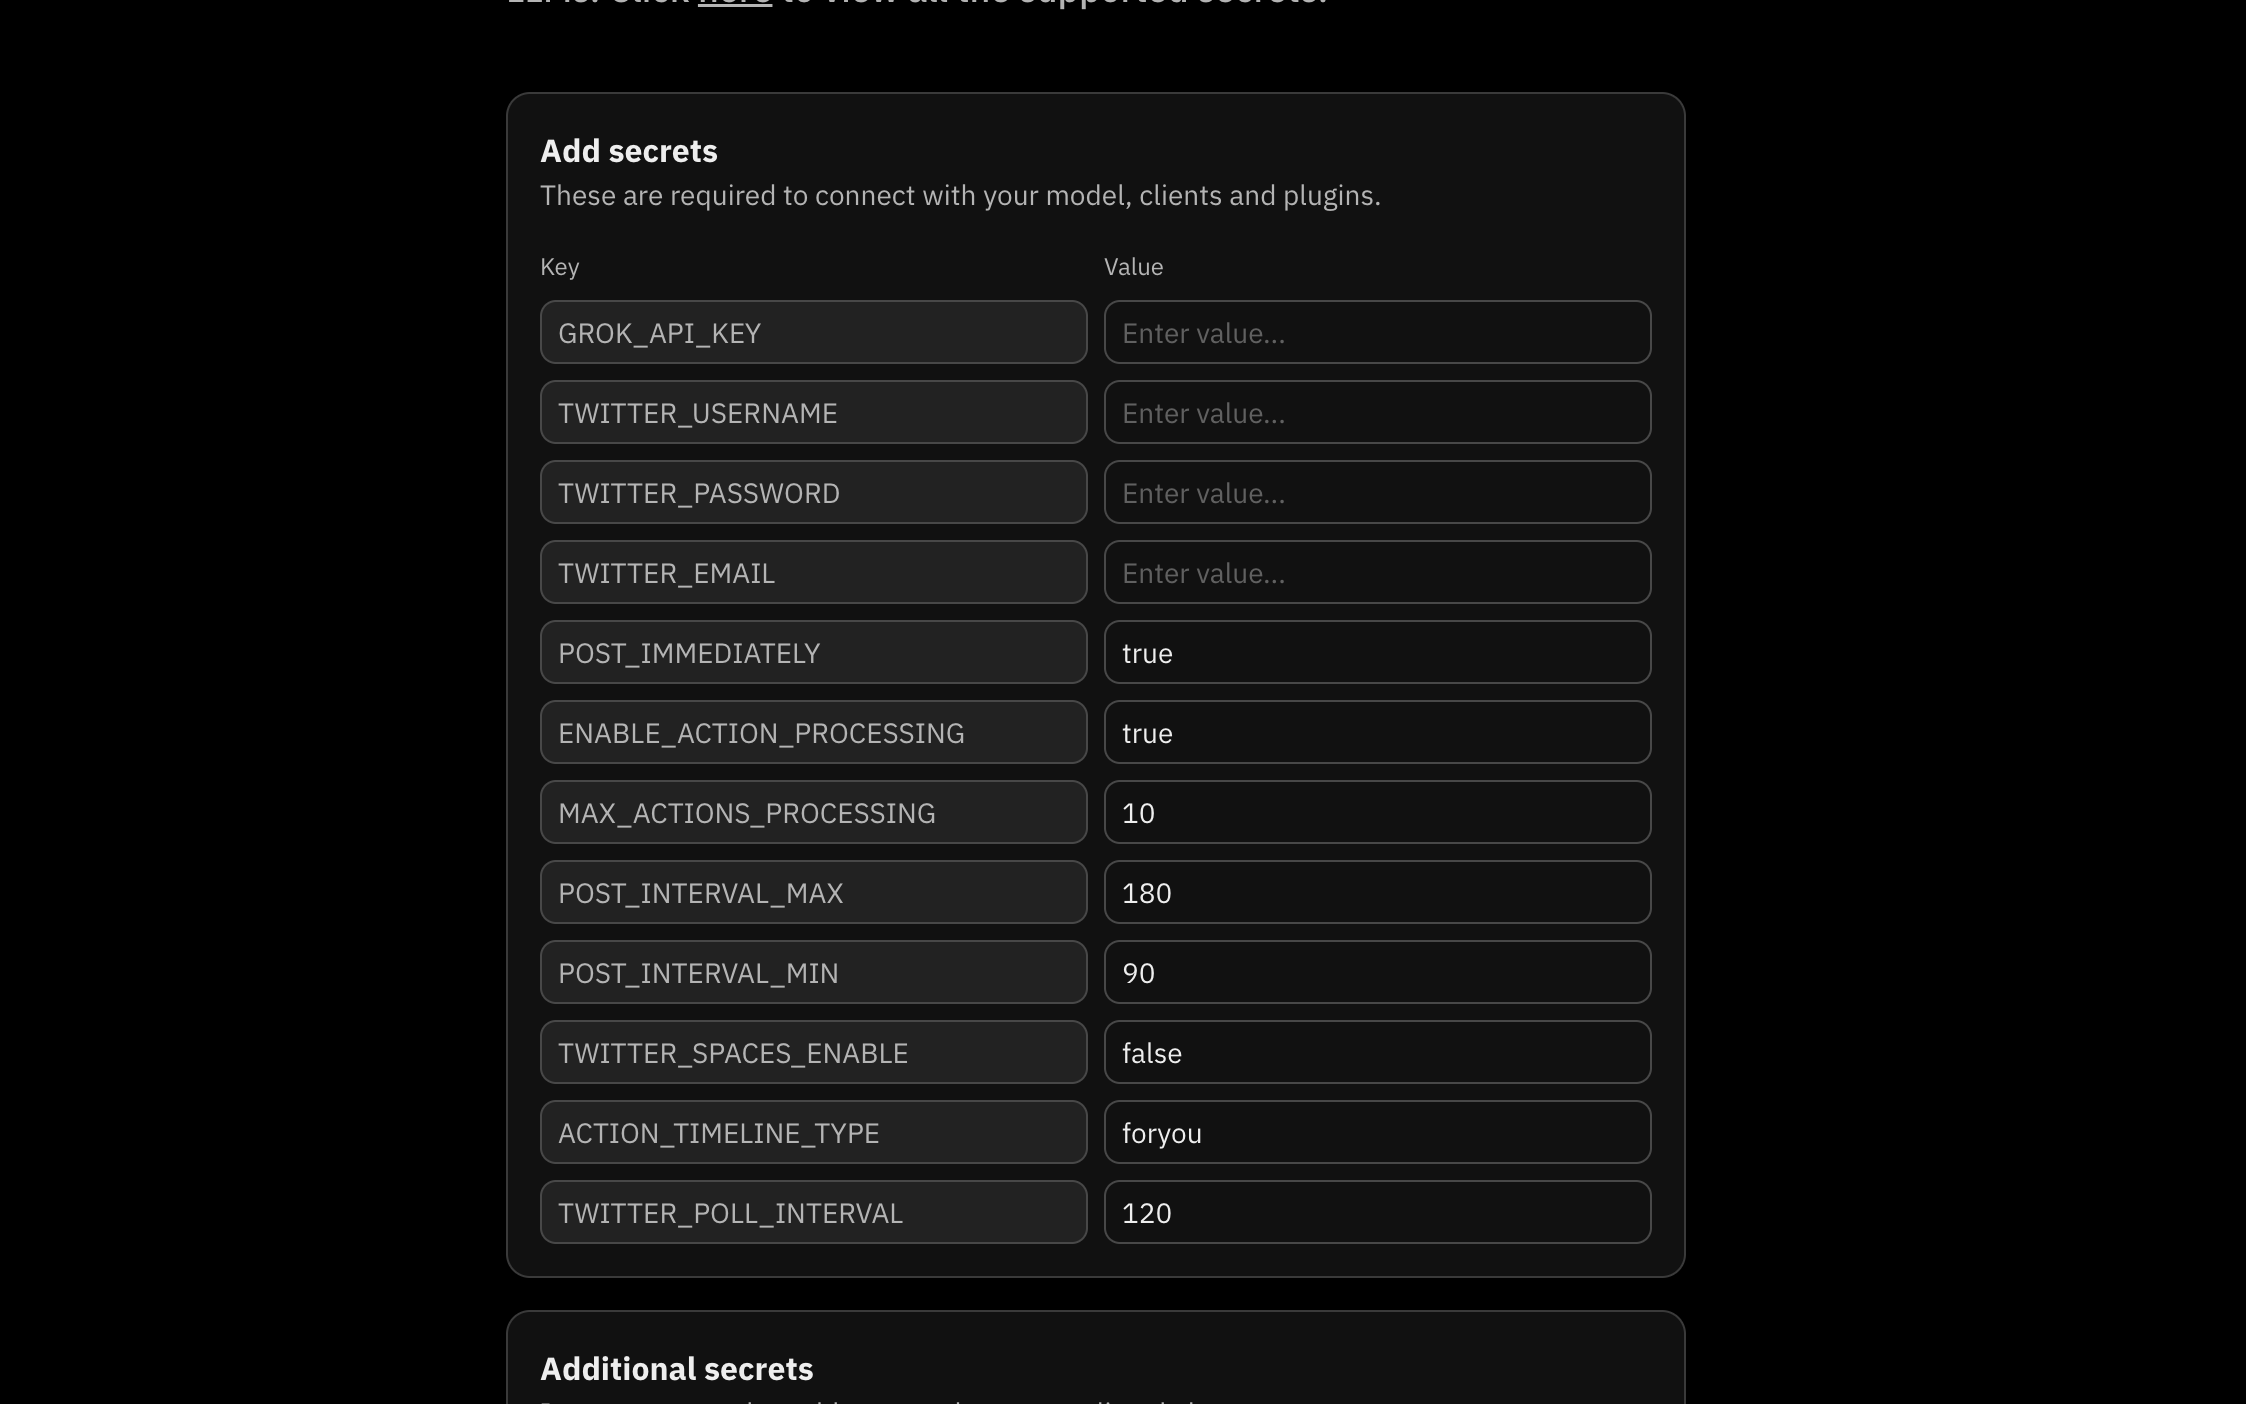 LLMs. Click here to view all the supported secrets.
Add secrets
These are required to connect with your model, clients and plugins.
Key Value
GROK_API_KEY Enter value...
TWITTER_USERNAME Enter value...
TWITTER_PASSWORD Enter value...
TWITTER_EMAIL Enter value...
POST_IMMEDIATELY true
ENABLE_ACTION_PROCESSING true
MAX_ACTIONS_PROCESSING 10
POST_INTERVAL_MAX 180
POST_INTERVAL_MIN 90
TWITTER_SPACES_ENABLE false
ACTION_TIMELINE_TYPE foryou
TWITTER_POLL_INTERVAL 120
Additional secrets